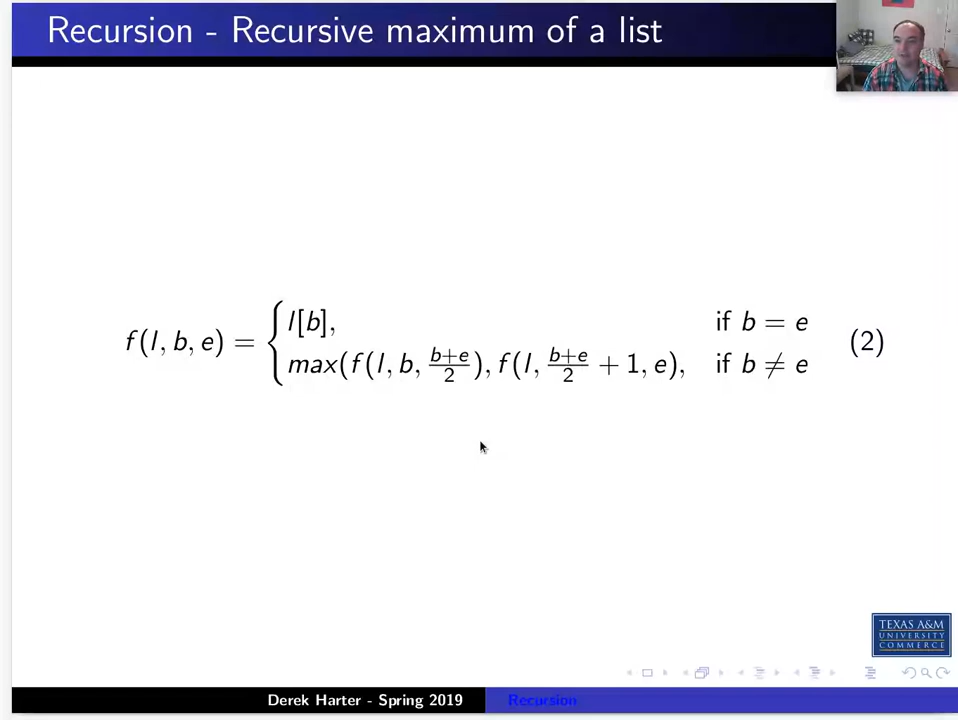 Recursion - Recursive maximum of a list
f(l, b, e) = { l[b], if b = e
max(f(l, b, b+e/2), f(l, b+e/2 + 1, e), if b ≠ e (2)
TEXAS A&M
UNIVERSITY
COMMERCE
Derek Harter - Spring 2019 Recursion